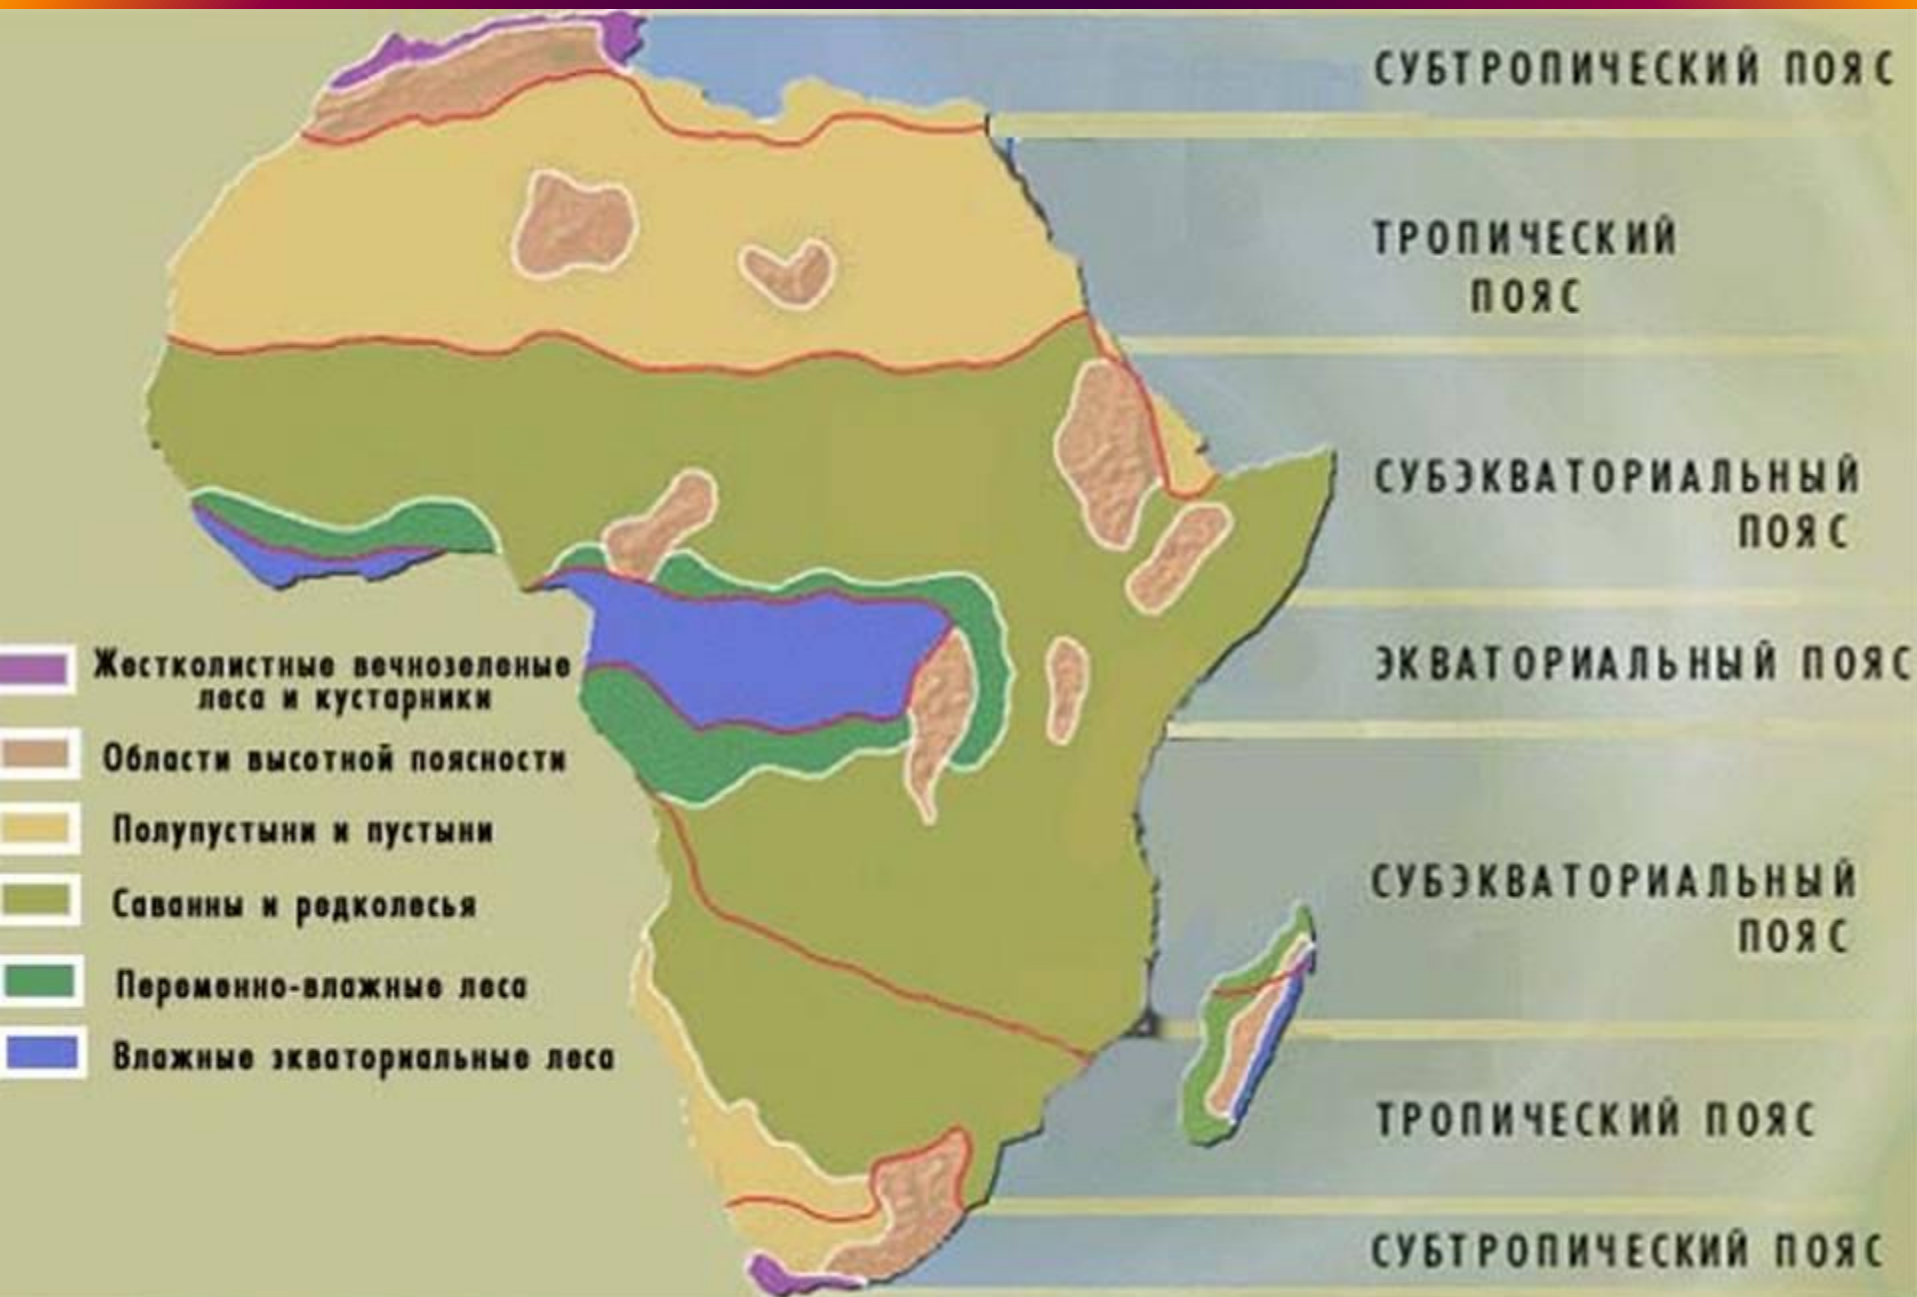 СУБТРОПИЧЕСКИЙ ПОЯС
ТРОПИЧЕСКИЙ
ПОЯС
СУБЭКВАТОРИАЛЬНЫЙ
ПОЯС
ЭКВАТОРИАЛЬНЫЙ ПОЯС
СУБЭКВАТОРИАЛЬНЫЙ
ПОЯС
ТРОПИЧЕСКИЙ ПОЯС
СУБТРОПИЧЕСКИЙ ПОЯС
Жестколистные вечнозеленые
леса и кустарники
Области высотной поясности
Полупустыни и пустыни
Саванны и редколесья
Переменно-влажные леса
Влажные экваториальные леса